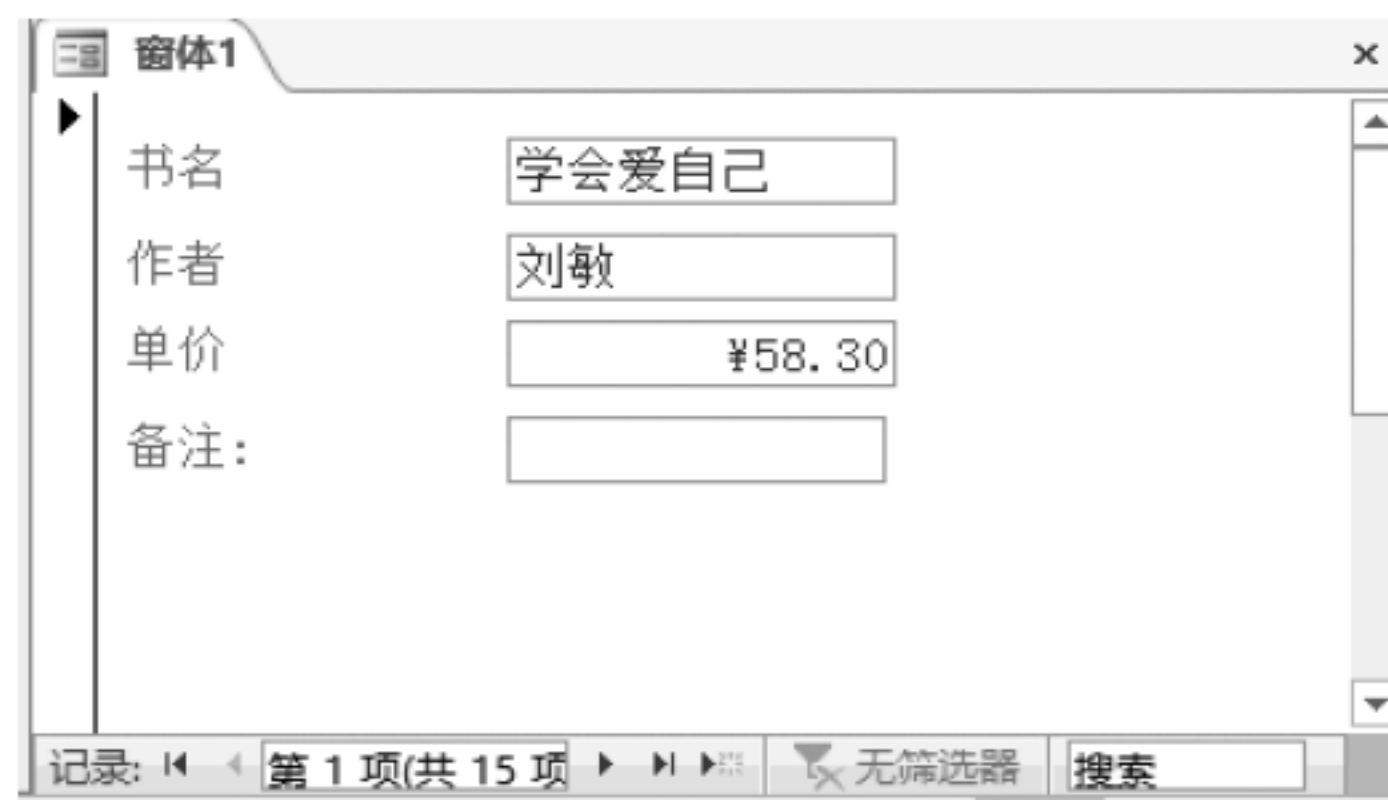 窗体1
书名 学会爱自己
作者 刘敏
单价 ¥58.30
备注:
记录: 第 1 项(共 15 项 无筛选器 搜索